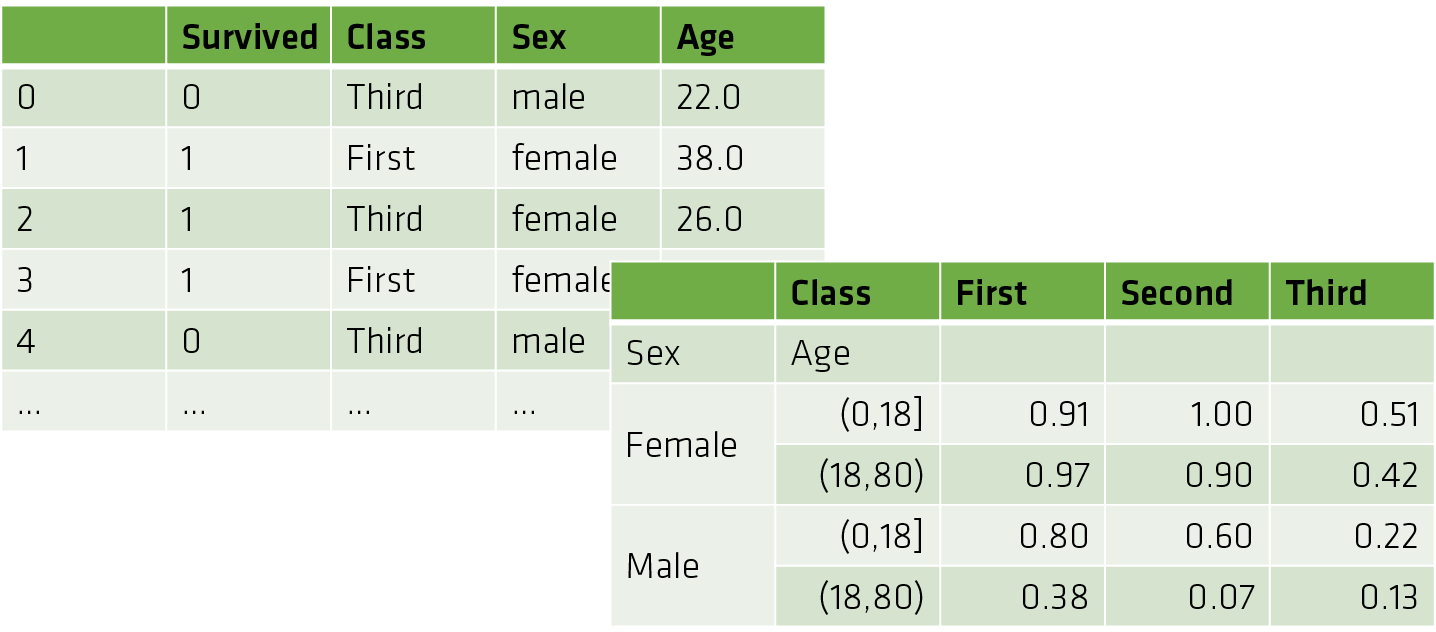 Survived Class Sex Age
0 0 Third male 22.0
1 1 First female 38.0
2 1 Third female 26.0
3 1 First female
4 0 Third male
... ... ... ...
Class First Second Third
Sex Age
Female
(0,18] 0.91 1.00 0.51
(18,80) 0.97 0.90 0.42
Male
(0,18] 0.80 0.60 0.22
(18,80) 0.38 0.07 0.13